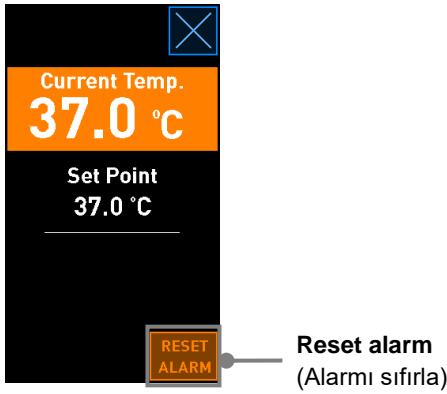 Current Temp.
37.0 °C
Set Point
37.0 °C
RESET
ALARM
Reset alarm
(Alarmı sıfırla)